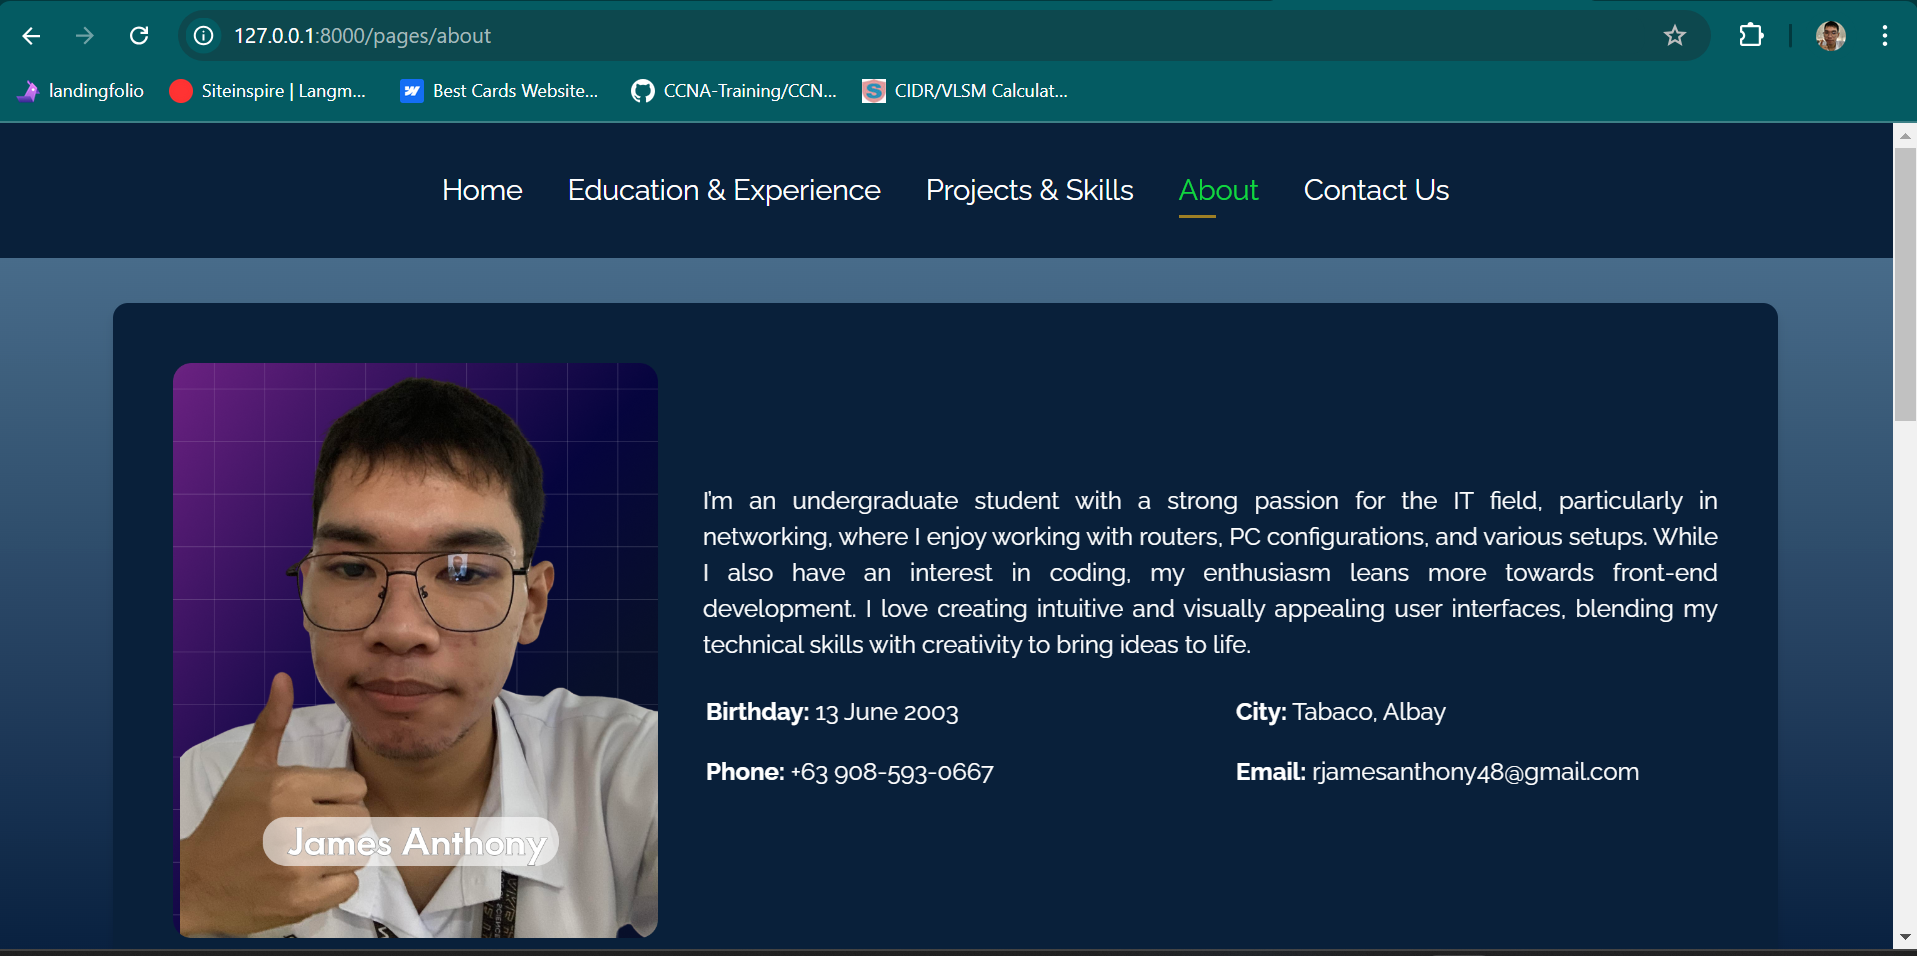 127.0.0.1:8000/pages/about
landingfolio
Siteinspire | Langm...
Best Cards Website...
CCNA-Training/CCN...
CIDR/VLSM Calculat...
Home
Education & Experience
Projects & Skills
About
Contact Us
I'm an undergraduate student with a strong passion for the IT field, particularly in
networking, where I enjoy working with routers, PC configurations, and various setups. While
I also have an interest in coding, my enthusiasm leans more towards front-end
development. I love creating intuitive and visually appealing user interfaces, blending my
technical skills with creativity to bring ideas to life.
Birthday: 13 June 2003
City: Tabaco, Albay
Phone: +63 908-593-0667
Email: rjamesanthony48@gmail.com
James Anthony